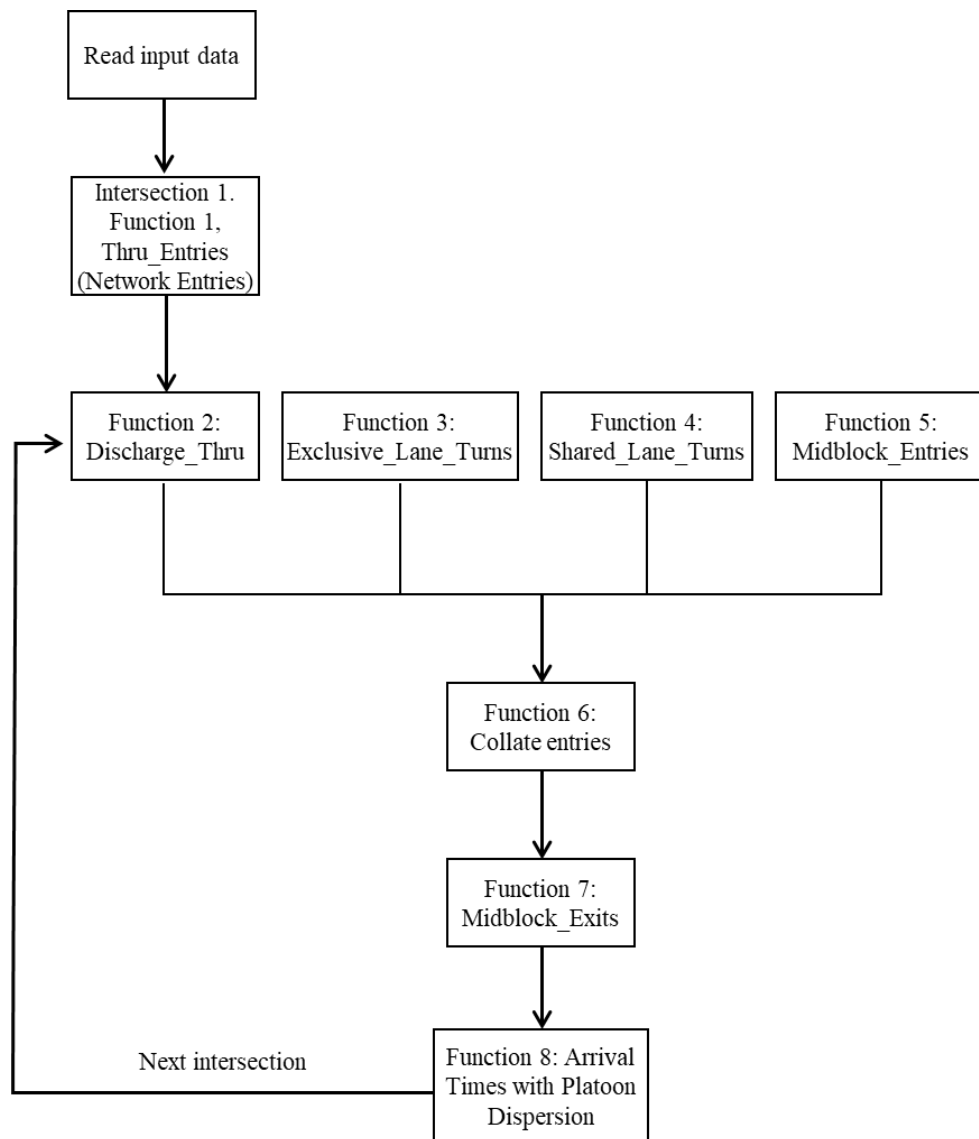 Read input data
Intersection 1.
Function 1,
Thru_Entries
(Network Entries)
Function 2:
Discharge_Thru
Function 3:
Exclusive_Lane_Turns
Function 4:
Shared_Lane_Turns
Function 5:
Midblock_Entries
Function 6:
Collate entries
Function 7:
Midblock_Exits
Next intersection
Function 8: Arrival
Times with Platoon
Dispersion